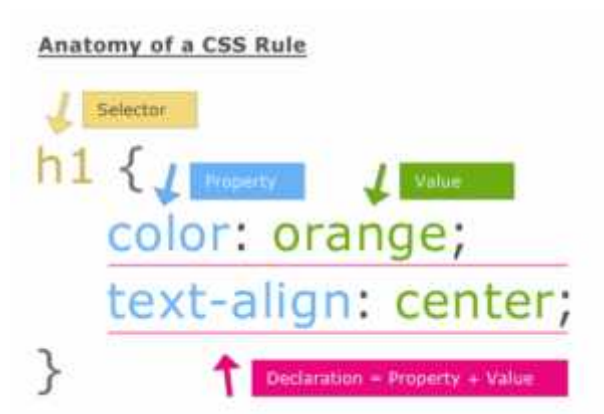 Anatomy of a CSS Rule
Selector
h1 {
Property
Value
color: orange;
text-align: center;
}
Declaration = Property + Value